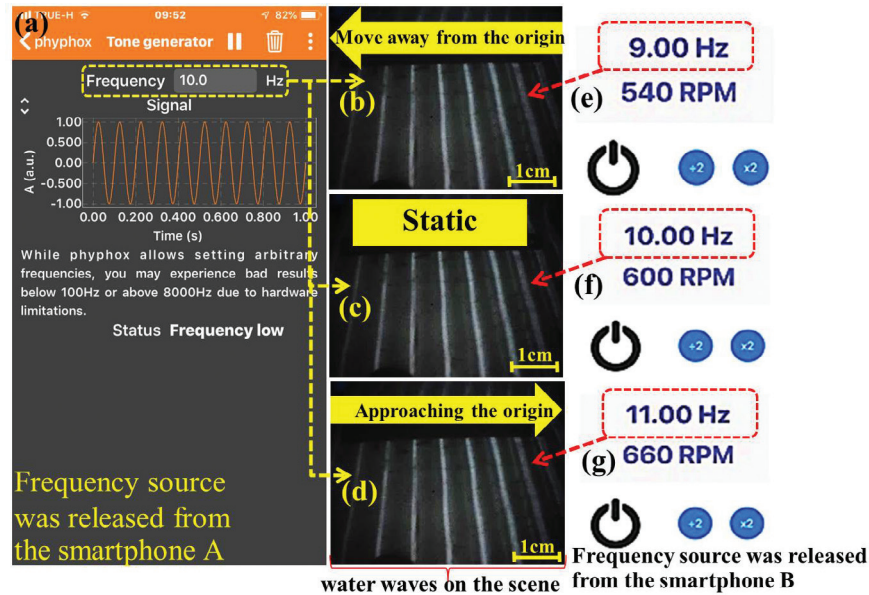 (a)
TRUE-H 09:52 82%
phyphox Tone generator
Frequency 10.0 Hz
Signal
A (a.u.)
1.00
0.500
0.00
-0.500
-1.00
0.00 0.200 0.400 0.600 0.800 1.00
Time (s)
While phyphox allows setting arbitrary
frequencies, you may experience bad results
below 100Hz or above 8000Hz due to hardware
limitations.
Status Frequency low
Frequency source
was released from
the smartphone A
Move away from the origin
(b)
1cm
Static
(c)
1cm
Approaching the origin
(d)
1cm
water waves on the scene
9.00 Hz
(e)
540 RPM
÷2 x2
10.00 Hz
(f)
600 RPM
÷2 x2
11.00 Hz
(g)
660 RPM
÷2 x2
Frequency source was released
from the smartphone B